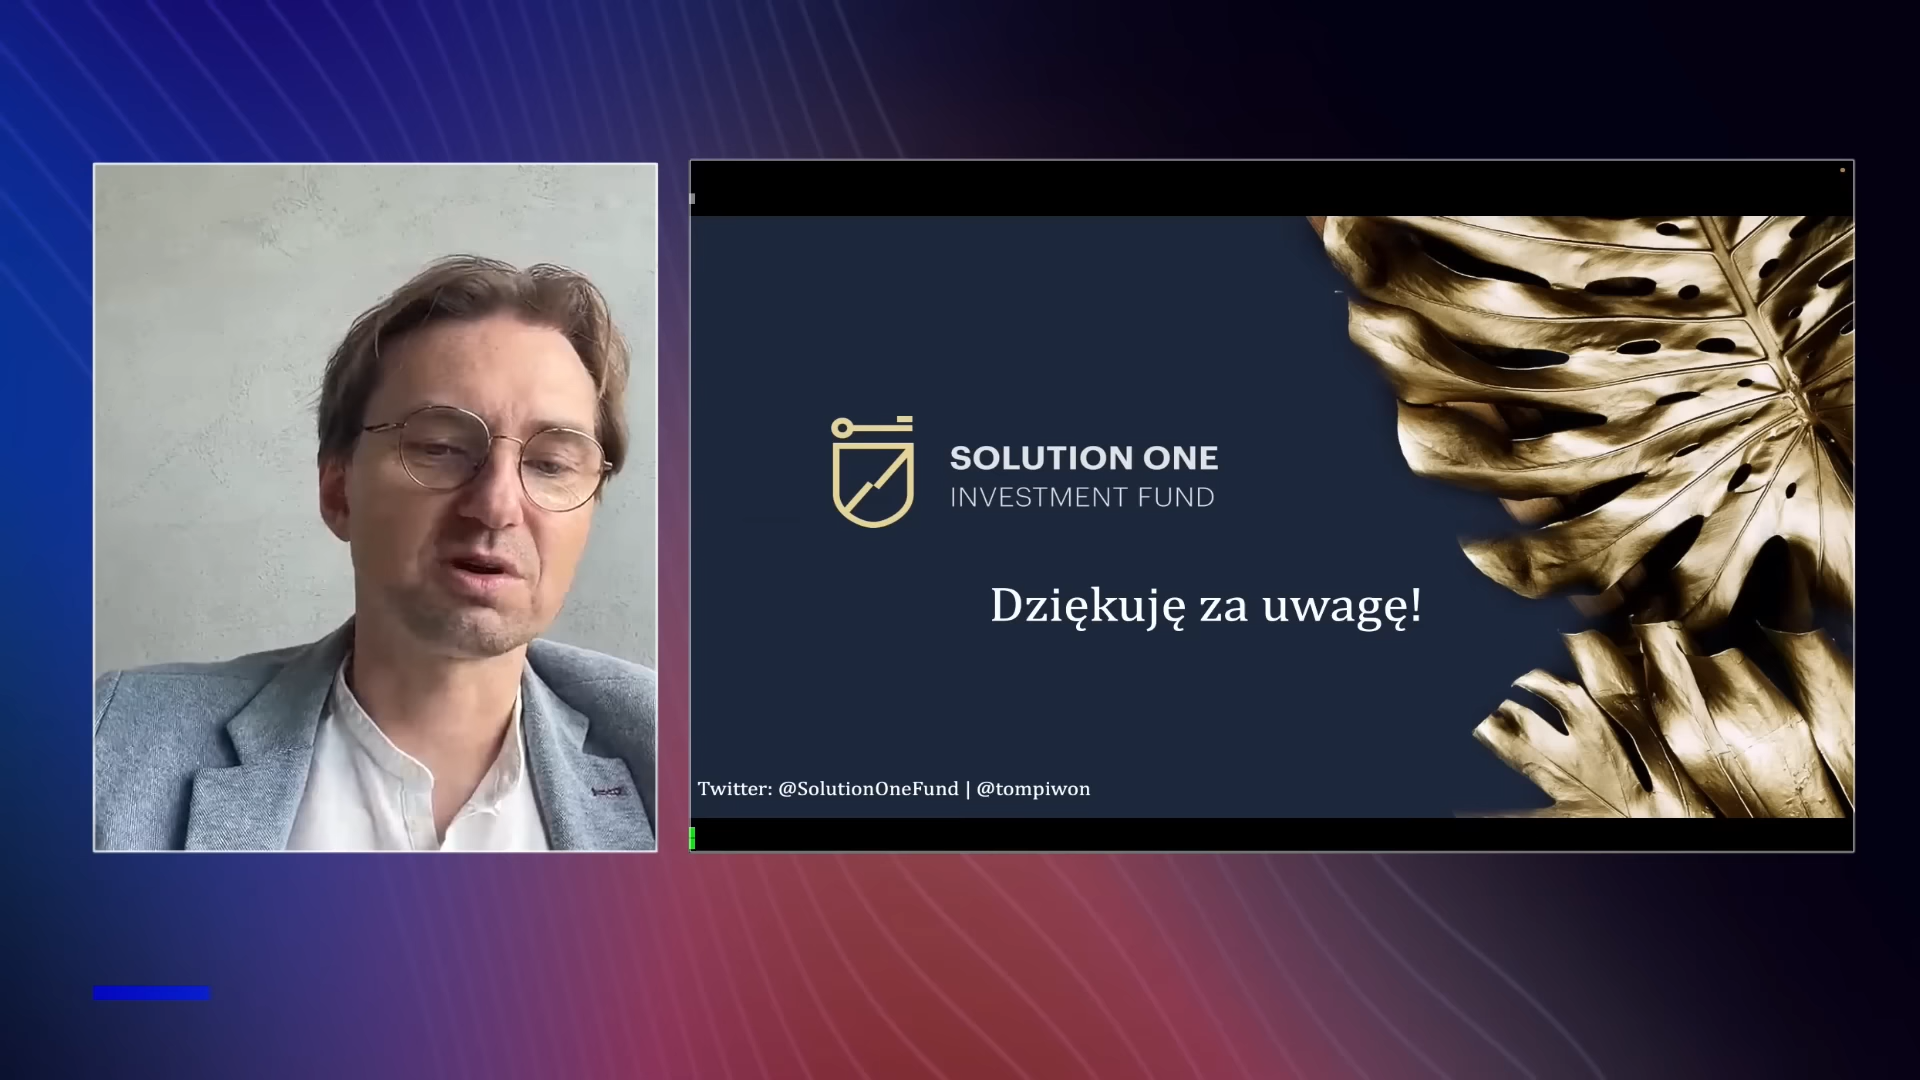 SOLUTION ONE
INVESTMENT FUND
Dziękuję za uwagę!
Twitter: @SolutionOneFund | @tompiwon